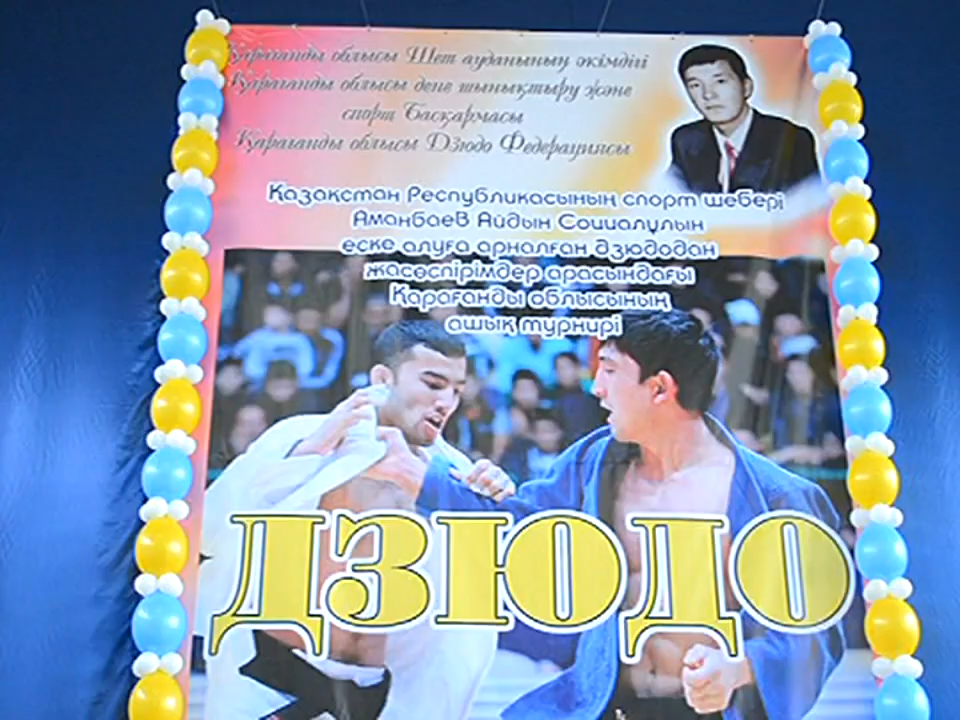 Қарағанды облысы Шет ауданының әкімдігі
Қарағанды облысы дене шынықтыру және
спорт Басқармасы
Қарағанды облысы Дзюдо Федерациясы
Қазақстан Республикасының спорт шебері
Аманбаев Айдын Социалұлын
еске алуға арналған дзюдодан
жасөспірімдер арасындағы
Қарағанды облысының
ашық турнирі
ДЗЮДО